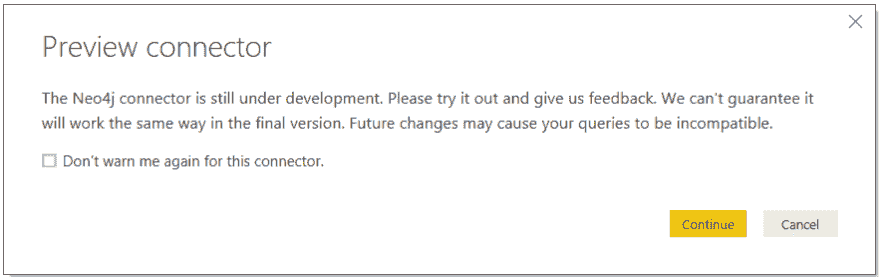 Preview connector
The Neo4j connector is still under development. Please try it out and give us feedback. We can't guarantee it
will work the same way in the final version. Future changes may cause your queries to be incompatible.
Don't warn me again for this connector.
Continue Cancel